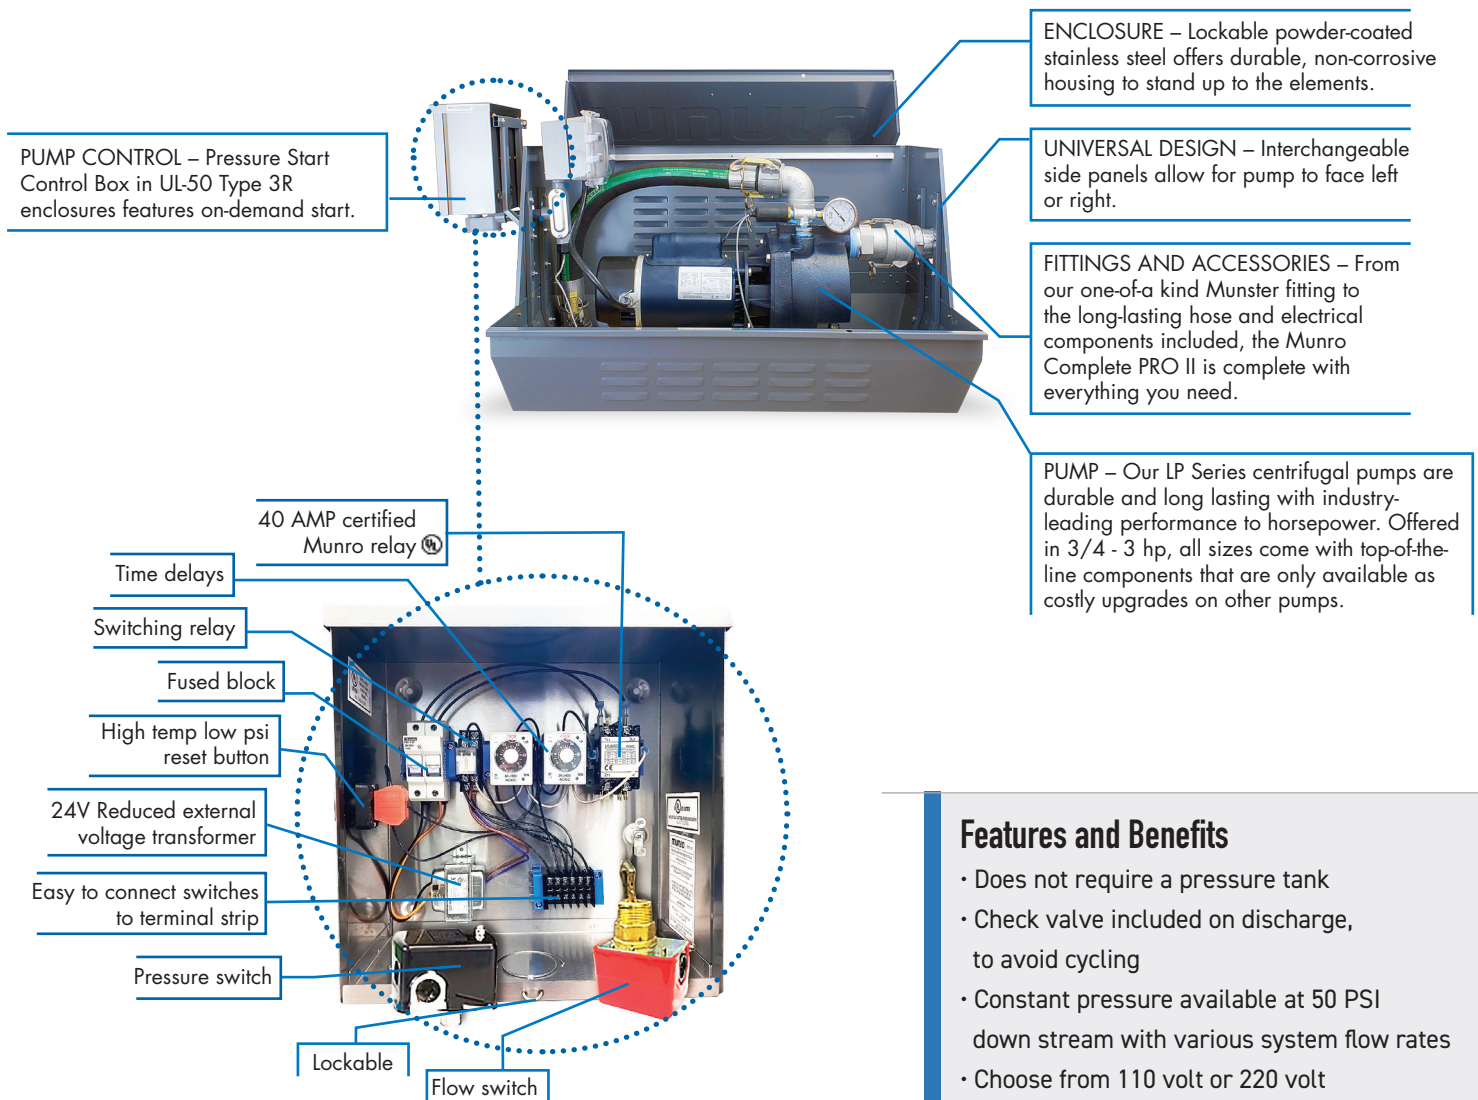 ENCLOSURE – Lockable powder-coated
stainless steel offers durable, non-corrosive
housing to stand up to the elements.
PUMP CONTROL – Pressure Start
Control Box in UL-50 Type 3R
enclosures features on-demand start.
UNIVERSAL DESIGN – Interchangeable
side panels allow for pump to face left
or right.
FITTINGS AND ACCESSORIES – From
our one-of-a kind Munster fitting to
the long-lasting hose and electrical
components included, the Munro
Complete PRO II is complete with
everything you need.
PUMP – Our LP Series centrifugal pumps are
durable and long lasting with industry-
leading performance to horsepower. Offered
in 3/4 - 3 hp, all sizes come with top-of-the-
line components that are only available as
costly upgrades on other pumps.
40 AMP certified
Munro relay UL
Time delays
Switching relay
Fused block
High temp low psi
reset button
24V Reduced external
voltage transformer
Easy to connect switches
to terminal strip
Pressure switch
Lockable
Flow switch
Features and Benefits
· Does not require a pressure tank
· Check valve included on discharge,
to avoid cycling
· Constant pressure available at 50 PSI
down stream with various system flow rates
· Choose from 110 volt or 220 volt